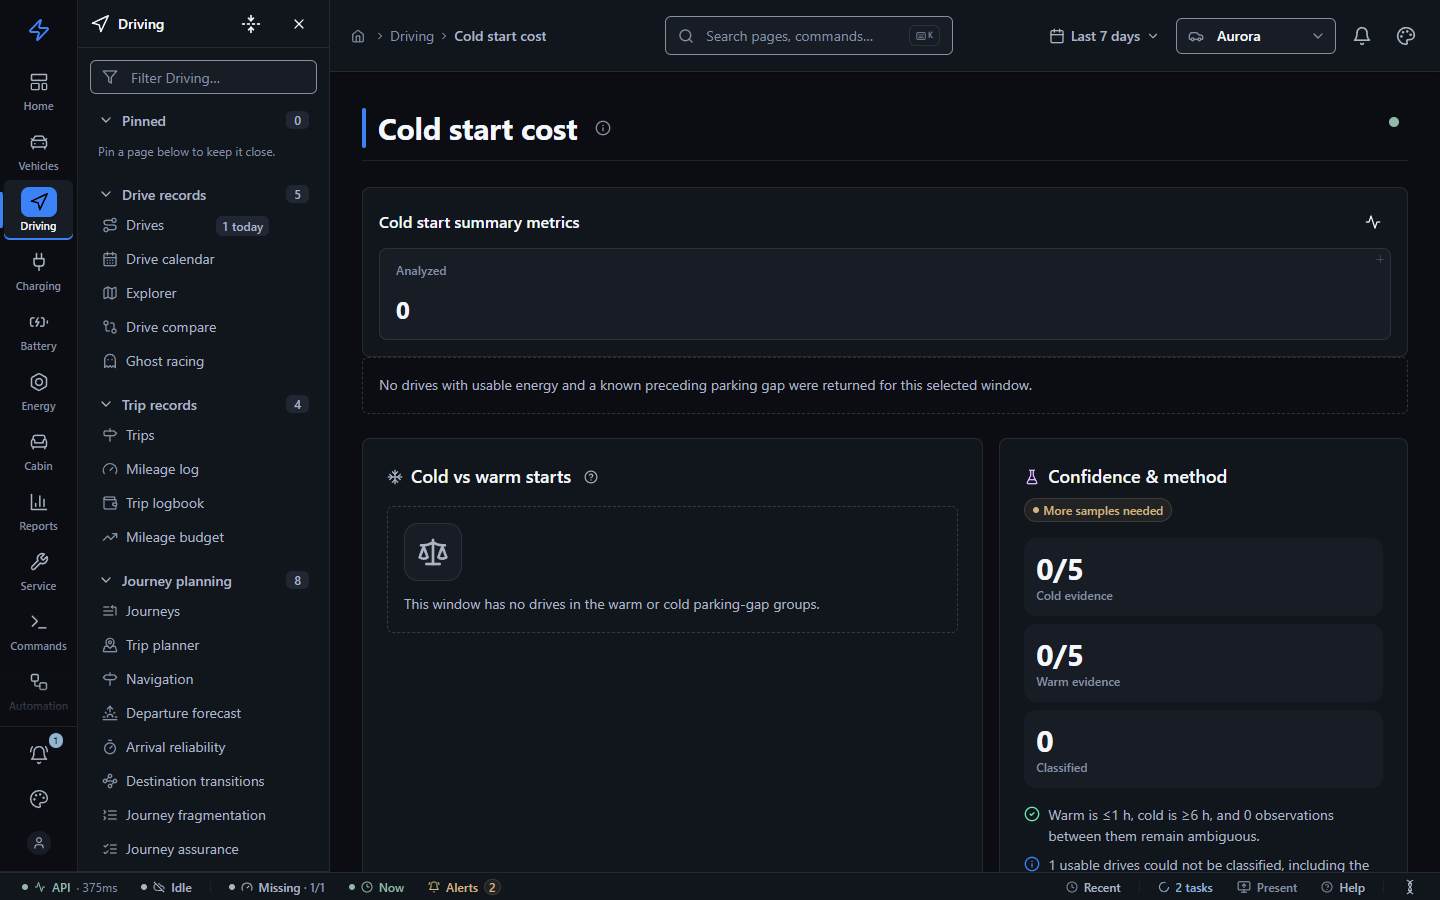 Driving
Driving
Cold start cost
Search pages, commands...
K
Last 7 days
Aurora
Home
Vehicles
Driving
Charging
Battery
Energy
Cabin
Reports
Service
Commands
Automation
1
Filter Driving...
Pinned
0
Pin a page below to keep it close.
Drive records
5
Drives
1 today
Drive calendar
Explorer
Drive compare
Ghost racing
Trip records
4
Trips
Mileage log
Trip logbook
Mileage budget
Journey planning
8
Journeys
Trip planner
Navigation
Departure forecast
Arrival reliability
Destination transitions
Journey fragmentation
Journey assurance
Cold start cost
Cold start summary metrics
Analyzed
0
No drives with usable energy and a known preceding parking gap were returned for this selected window.
Cold vs warm starts
This window has no drives in the warm or cold parking-gap groups.
Confidence & method
More samples needed
0/5
Cold evidence
0/5
Warm evidence
0
Classified
Warm is ≤1 h, cold is ≥6 h, and 0 observations
between them remain ambiguous.
1 usable drives could not be classified, including the
API · 375ms
Idle
Missing · 1/1
Now
Alerts 2
Recent
2 tasks
Present
Help